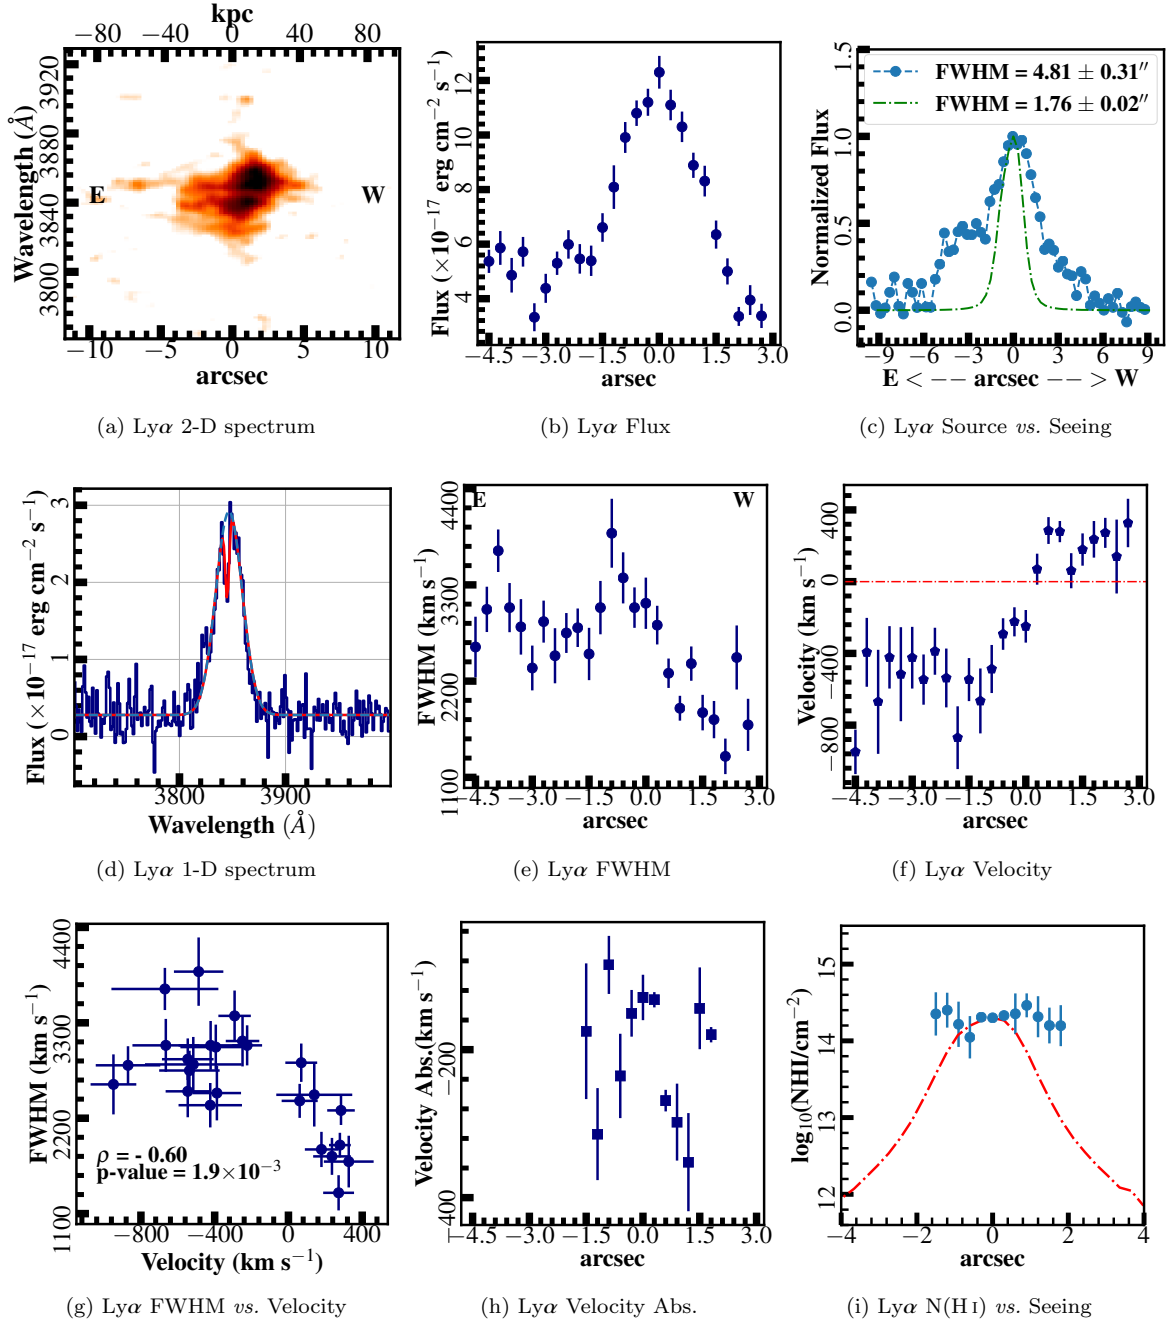 kpc
−80 −40 0 40 80
Wavelength (Å)
3920
3880
3840
3800
E W
−10 −5 0 5 10
arcsec
(a) Lyα 2-D spectrum
Flux (×10⁻¹⁷ erg cm⁻² s⁻¹)
12
10
8
6
4
−4.5 −3.0 −1.5 0.0 1.5 3.0
arsec
(b) Lyα Flux
FWHM = 4.81 ± 0.31″
FWHM = 1.76 ± 0.02″
Normalized Flux
1.5
1.0
0.5
0.0
−9 −6 −3 0 3 6 9
E < −− arcsec −− > W
(c) Lyα Source vs. Seeing
Flux (×10⁻¹⁷ erg cm⁻² s⁻¹)
3
2
1
0
3800 3900
Wavelength (Å)
(d) Lyα 1-D spectrum
E W
FWHM (km s⁻¹)
4400
3300
2200
1100
−4.5 −3.0 −1.5 0.0 1.5 3.0
arcsec
(e) Lyα FWHM
Velocity (km s⁻¹)
400
0
−400
−800
−4.5 −3.0 −1.5 0.0 1.5 3.0
arcsec
(f) Lyα Velocity
FWHM (km s⁻¹)
4400
3300
2200
1100
ρ = - 0.60
p-value = 1.9×10⁻³
−800 −400 0 400
Velocity (km s⁻¹)
(g) Lyα FWHM vs. Velocity
Velocity Abs.(km s⁻¹)
−200
−400
−4.5 −3.0 −1.5 0.0 1.5 3.0
arcsec
(h) Lyα Velocity Abs.
log₁₀(NHI/cm⁻²)
15
14
13
12
−4 −2 0 2 4
arcsec
(i) Lyα N(H I) vs. Seeing